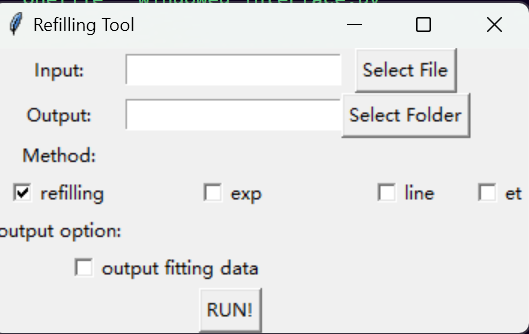 Refilling Tool
Input: Select File
Output: Select Folder
Method:
refilling exp line et
output option:
output fitting data
RUN!